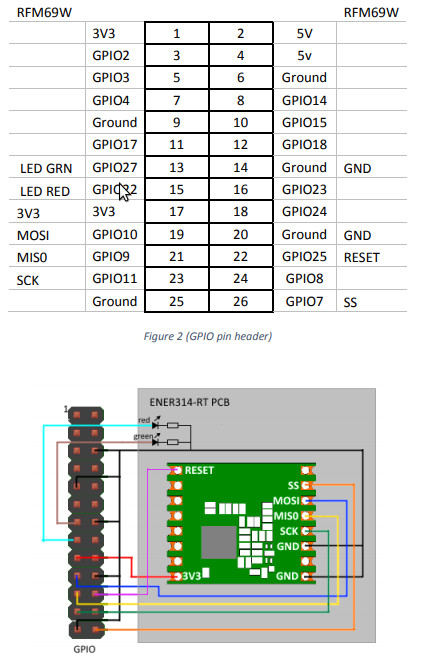 RFM69W RFM69W
3V3 1 2 5V
GPIO2 3 4 5v
GPIO3 5 6 Ground
GPIO4 7 8 GPIO14
Ground 9 10 GPIO15
GPIO17 11 12 GPIO18
LED GRN GPIO27 13 14 Ground GND
LED RED GPIO22 15 16 GPIO23
3V3 3V3 17 18 GPIO24
MOSI GPIO10 19 20 Ground GND
MIS0 GPIO9 21 22 GPIO25 RESET
SCK GPIO11 23 24 GPIO8
Ground 25 26 GPIO7 SS
Figure 2 (GPIO pin header)
ENER314-RT PCB
1
red
green
RESET
SS
MOSI
MIS0
SCK
GND
3V3 GND
GPIO